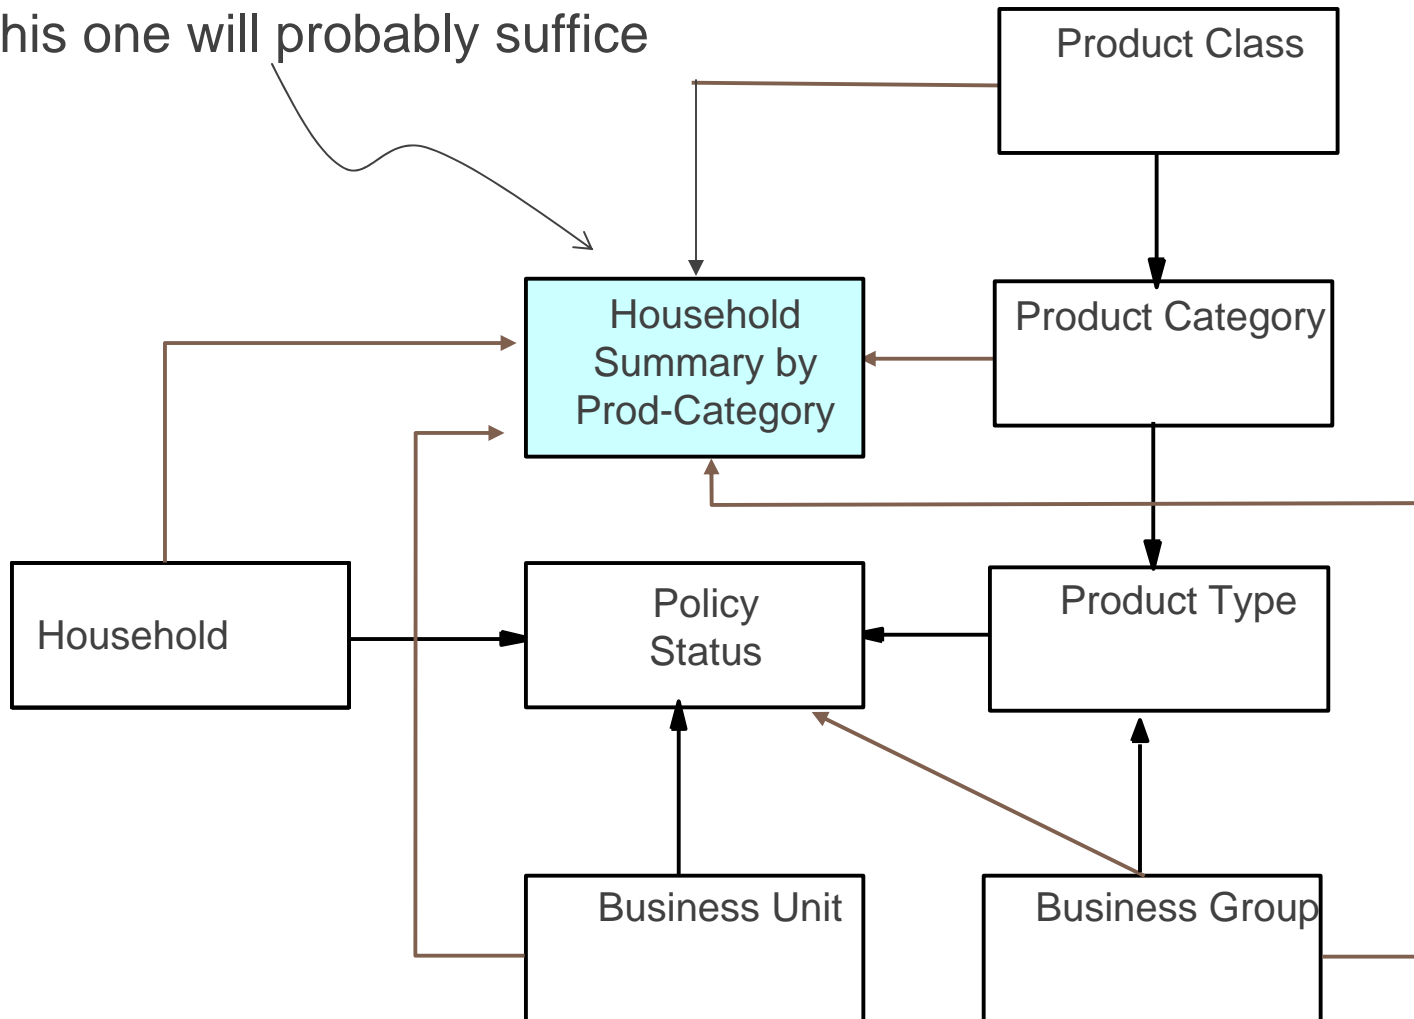 his one will probably suffice
Product Class
Household
Summary by
Prod-Category
Product Category
Household
Policy
Status
Product Type
Business Unit
Business Group